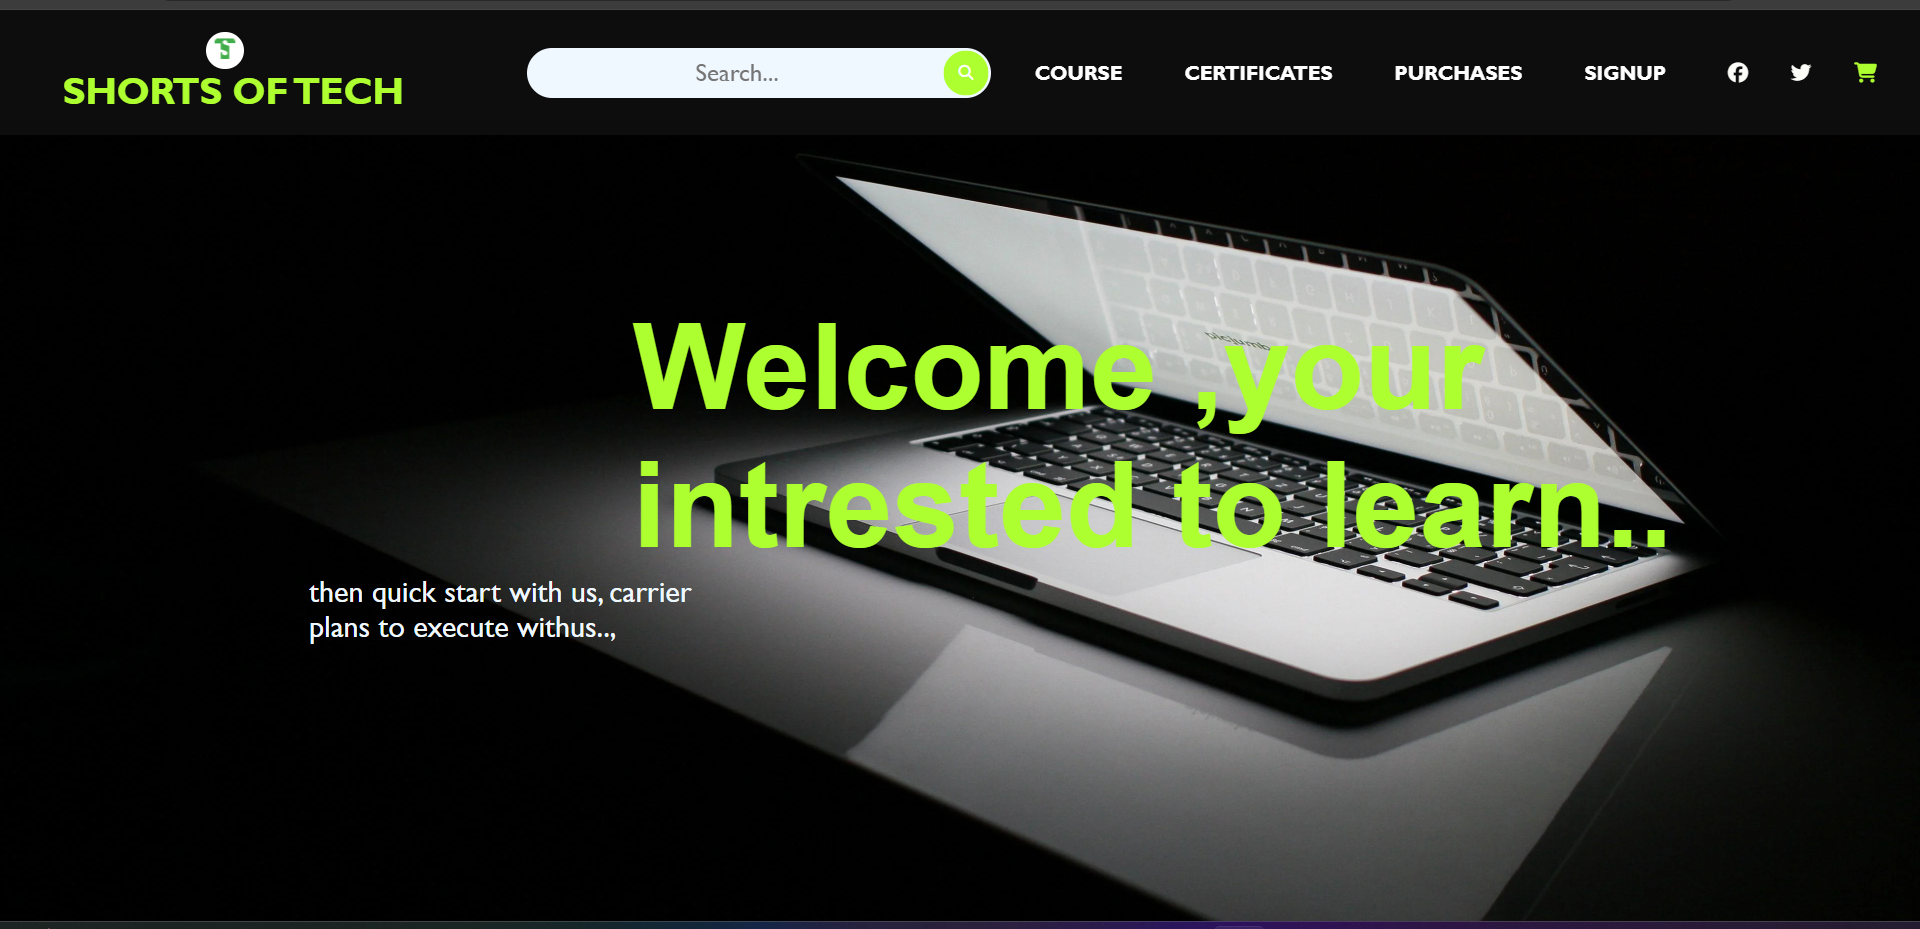 SHORTS OF TECH
Search...
COURSE
CERTIFICATES
PURCHASES
SIGNUP
Welcome ,your
intrested to learn..
then quick start with us, carrier
plans to execute withus..,